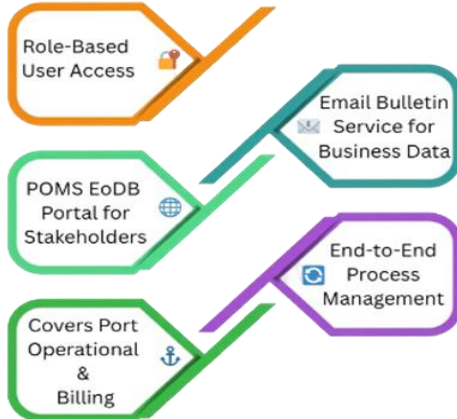 Role-Based
User Access
Email Bulletin
Service for
Business Data
POMS EoDB
Portal for
Stakeholders
End-to-End
Process
Management
Covers Port
Operational
&
Billing